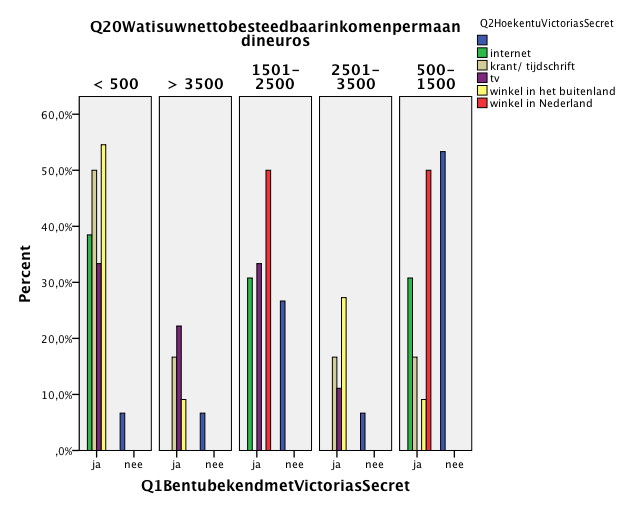 Q20Watisuwnettobesteedbaarinkomenpermaan
dineuros
Q2HoekentuVictoriasSecret
internet
krant/ tijdschrift
tv
winkel in het buitenland
winkel in Nederland
< 500
> 3500
1501-
2500
2501-
3500
500-
1500
60,0%
50,0%
40,0%
30,0%
20,0%
10,0%
,0%
Percent
ja nee ja nee ja nee ja nee ja nee
Q1BentubekendmetVictoriasSecret